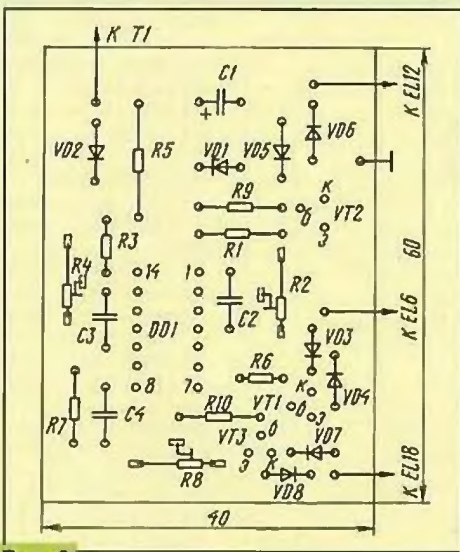 К Т1
C1
+
К EL12
VD2
R5
VD1
VD5
VD6
R9
К
б
Э
VT2
60
R3
R1
R4
14
1
R2
C3
DD1
C2
К EL6
VD3
8
7
R6
VD4
R7
C4
R10
VT1
К
б
Э
VT3
б
Э
К
VD7
R8
VD8
К EL18
40